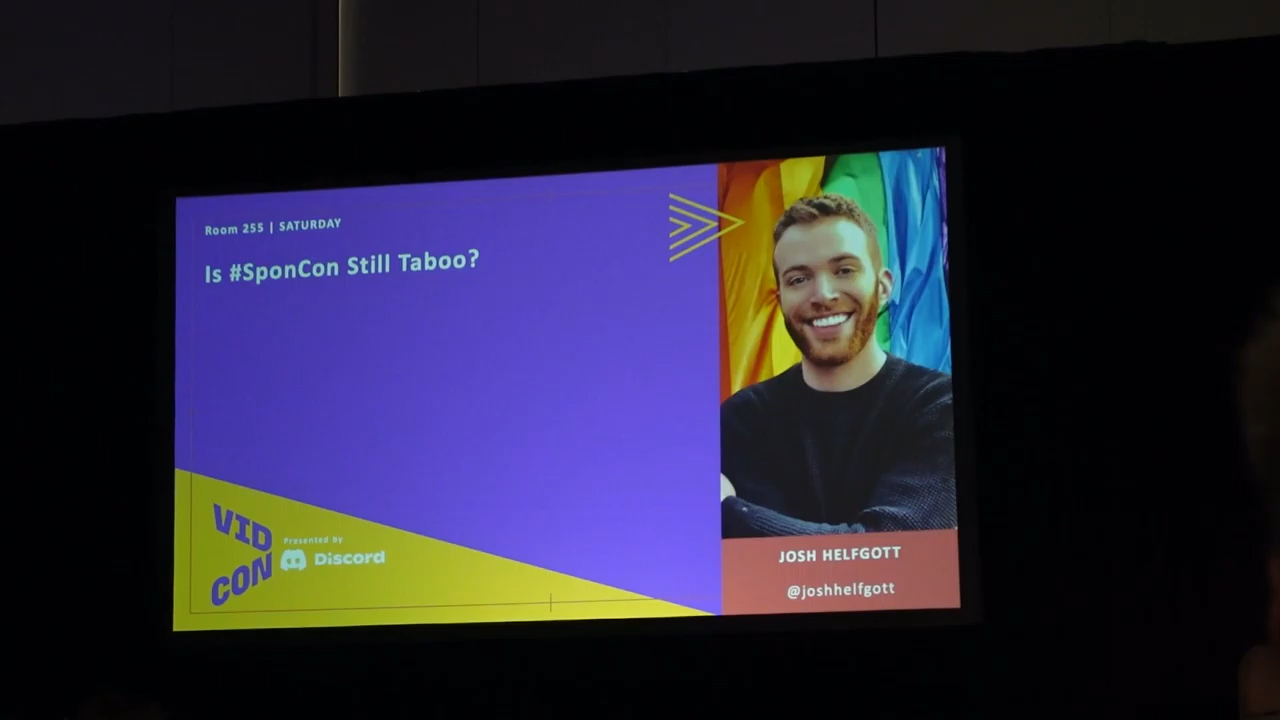 Room 255 | SATURDAY
Is #SponCon Still Taboo?
VID
CON
Presented by
Discord
JOSH HELFGOTT
@joshhelfgott